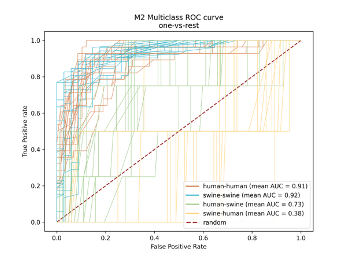 M2 Multiclass ROC curve
one-vs-rest
True Positive rate
1.0
0.8
0.6
0.4
0.2
0.0
human-human (mean AUC = 0.91)
swine-swine (mean AUC = 0.92)
human-swine (mean AUC = 0.73)
swine-human (mean AUC = 0.38)
random
0.0 0.2 0.4 0.6 0.8 1.0
False Positive Rate